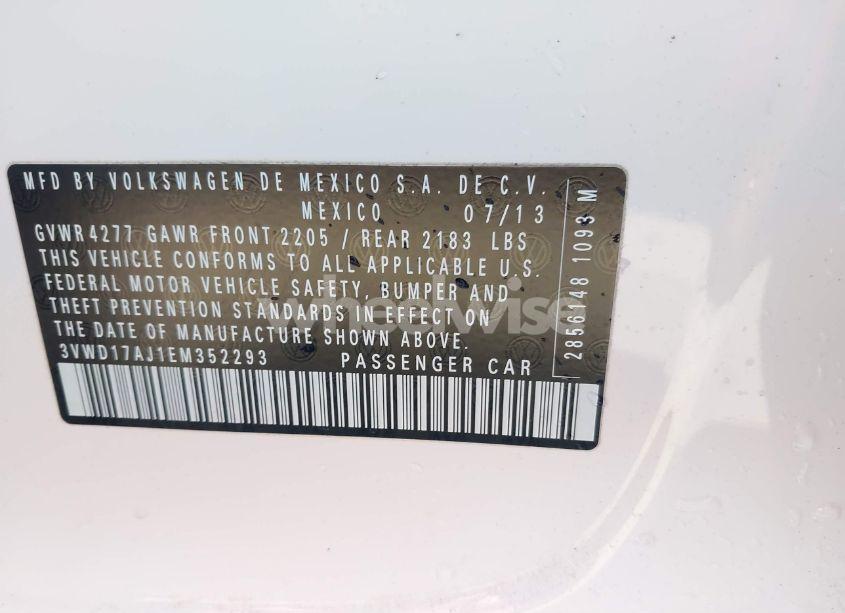 MFD BY VOLKSWAGEN DE MEXICO S.A. DE C.V.
MEXICO 07/13
GVWR 4277 GAWR FRONT 2205 / REAR 2183 LBS
THIS VEHICLE CONFORMS TO ALL APPLICABLE U.S.
FEDERAL MOTOR VEHICLE SAFETY, BUMPER AND
THEFT PREVENTION STANDARDS IN EFFECT ON
THE DATE OF MANUFACTURE SHOWN ABOVE.
3VWD17AJ1EM352293 PASSENGER CAR
2856148 1093 M
wheelwise